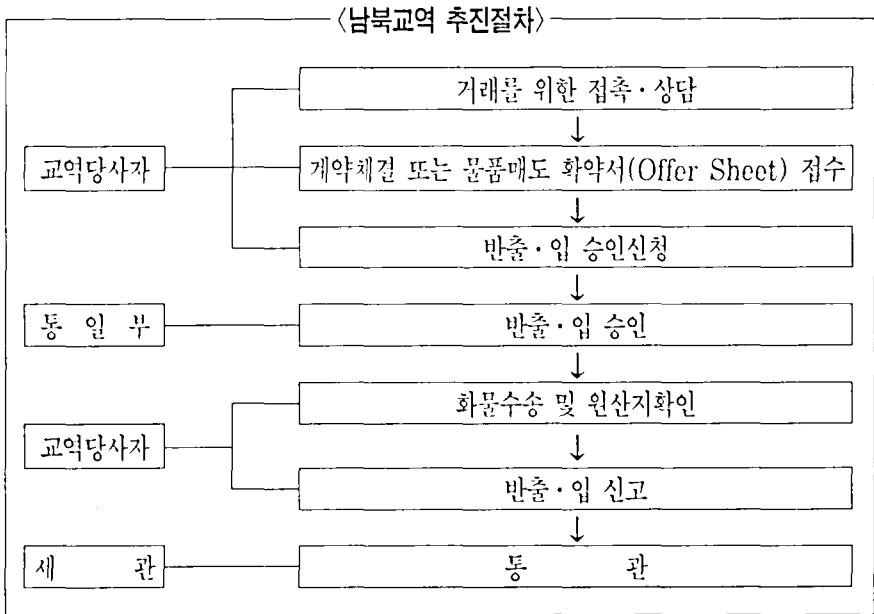 〈남북교역 추진절차〉
거래를 위한 접촉·상담
교역당사자
계약체결 또는 물품매도 확약서(Offer Sheet) 접수
반출·입 승인신청
통 일 부
반출·입 승인
화물수송 및 원산지확인
교역당사자
반출·입 신고
세 관
통 관